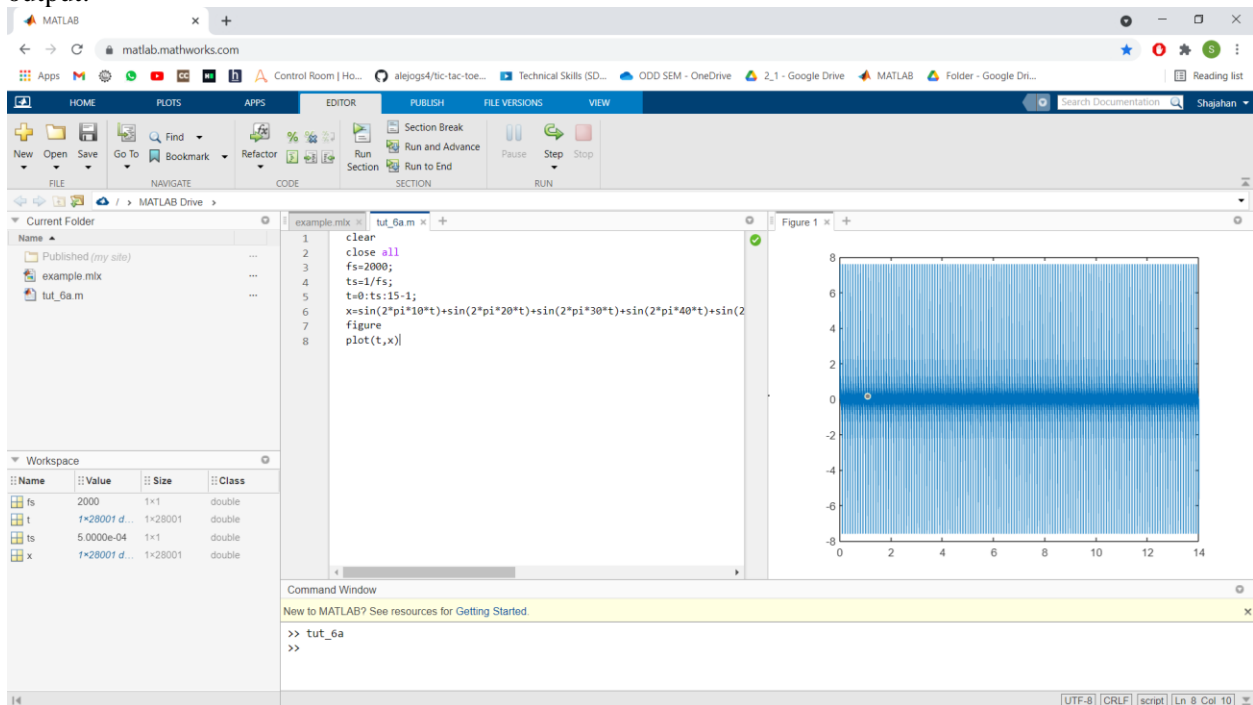 output.
MATLAB
matlab.mathworks.com
Apps
Control Room | Ho...
alejogs4/tic-tac-toe...
Technical Skills (SD...
ODD SEM - OneDrive
2_1 - Google Drive
MATLAB
Folder - Google Dri...
Reading list
HOME PLOTS APPS EDITOR PUBLISH FILE VERSIONS VIEW
Search Documentation
Shajahan
New Open Save Go To
Find
Bookmark
Refactor
Run Section
Section Break
Run and Advance
Run to End
Pause Step Stop
FILE NAVIGATE CODE SECTION RUN
/ > MATLAB Drive >
Current Folder
Name
Published (my site)
example.mlx
tut_6a.m
example.mlx × tut_6a.m × +
1 clear
2 close all
3 fs=2000;
4 ts=1/fs;
5 t=0:ts:15-1;
6 x=sin(2*pi*10*t)+sin(2*pi*20*t)+sin(2*pi*30*t)+sin(2*pi*40*t)+sin(2
7 figure
8 plot(t,x)
Figure 1 × +
8
6
4
2
0
-2
-4
-6
-8
0 2 4 6 8 10 12 14
Workspace
Name Value Size Class
fs 2000 1×1 double
t 1×28001 d... 1×28001 double
ts 5.0000e-04 1×1 double
x 1×28001 d... 1×28001 double
Command Window
New to MATLAB? See resources for Getting Started.
>> tut_6a
>>
UTF-8 CRLF script Ln 8 Col 10